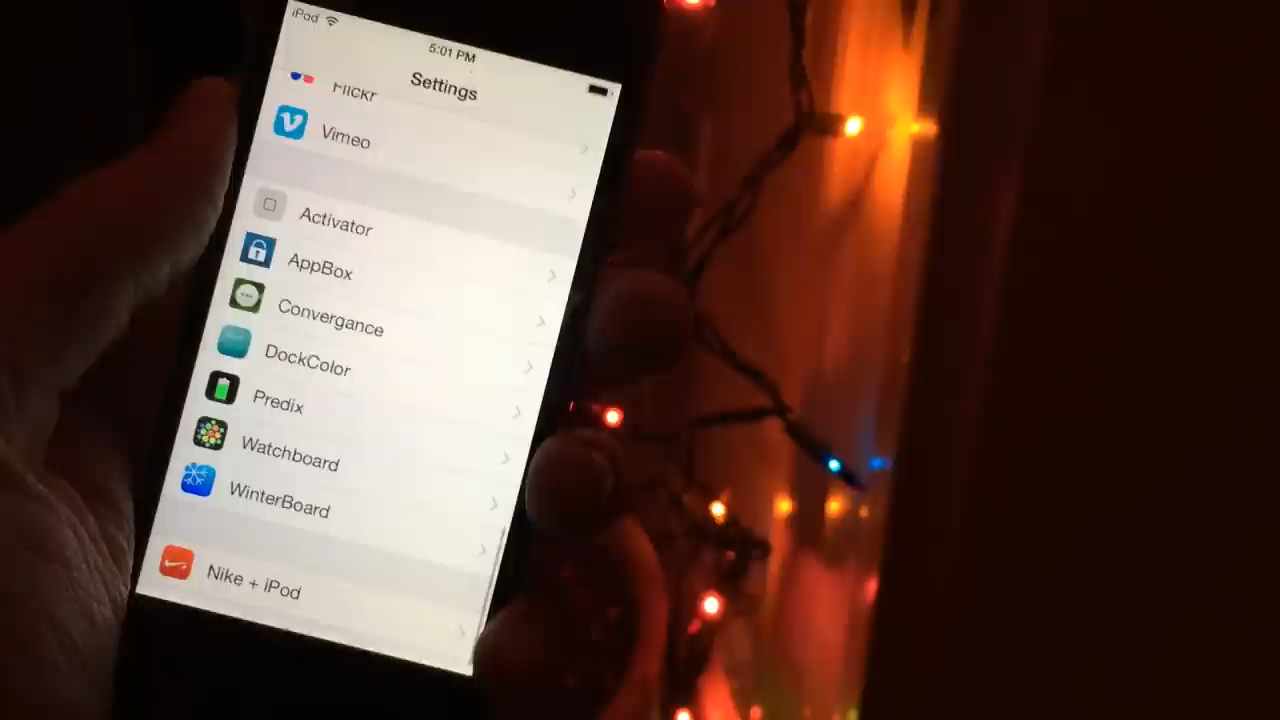 iPod
5:01 PM
Settings
Flickr
Vimeo
Activator
AppBox
Convergance
DockColor
Predix
Watchboard
WinterBoard
Nike + iPod